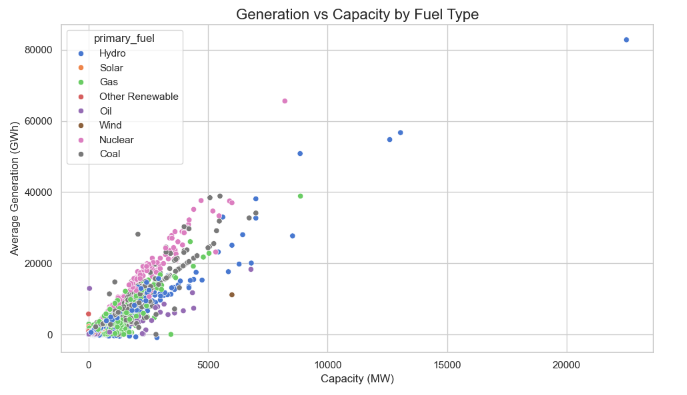 Generation vs Capacity by Fuel Type
primary_fuel
Hydro
Solar
Gas
Other Renewable
Oil
Wind
Nuclear
Coal
Average Generation (GWh)
80000
60000
40000
20000
0
0 5000 10000 15000 20000
Capacity (MW)